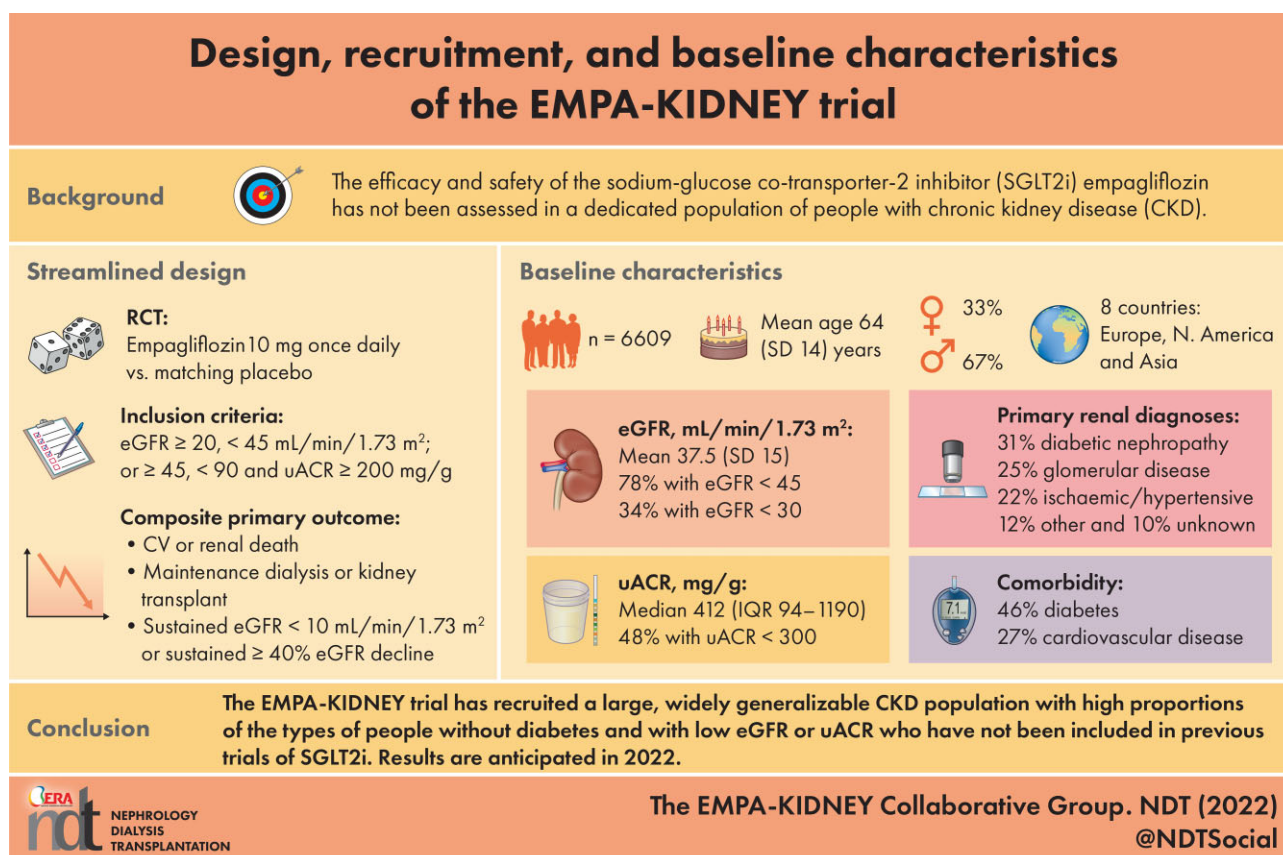 Design, recruitment, and baseline characteristics
of the EMPA-KIDNEY trial
Background
The efficacy and safety of the sodium-glucose co-transporter-2 inhibitor (SGLT2i) empagliflozin
has not been assessed in a dedicated population of people with chronic kidney disease (CKD).
Streamlined design
RCT:
Empagliflozin 10 mg once daily
vs. matching placebo
Inclusion criteria:
eGFR ≥ 20, < 45 mL/min/1.73 m²;
or ≥ 45, < 90 and uACR ≥ 200 mg/g
Composite primary outcome:
• CV or renal death
• Maintenance dialysis or kidney
transplant
• Sustained eGFR < 10 mL/min/1.73 m²
or sustained ≥ 40% eGFR decline
Baseline characteristics
n = 6609
Mean age 64
(SD 14) years
33%
67%
8 countries:
Europe, N. America
and Asia
eGFR, mL/min/1.73 m²:
Mean 37.5 (SD 15)
78% with eGFR < 45
34% with eGFR < 30
Primary renal diagnoses:
31% diabetic nephropathy
25% glomerular disease
22% ischaemic/hypertensive
12% other and 10% unknown
uACR, mg/g:
Median 412 (IQR 94–1190)
48% with uACR < 300
7.1
Comorbidity:
46% diabetes
27% cardiovascular disease
Conclusion
The EMPA-KIDNEY trial has recruited a large, widely generalizable CKD population with high proportions
of the types of people without diabetes and with low eGFR or uACR who have not been included in previous
trials of SGLT2i. Results are anticipated in 2022.
ERA
ndt
NEPHROLOGY
DIALYSIS
TRANSPLANTATION
The EMPA-KIDNEY Collaborative Group. NDT (2022)
@NDTSocial